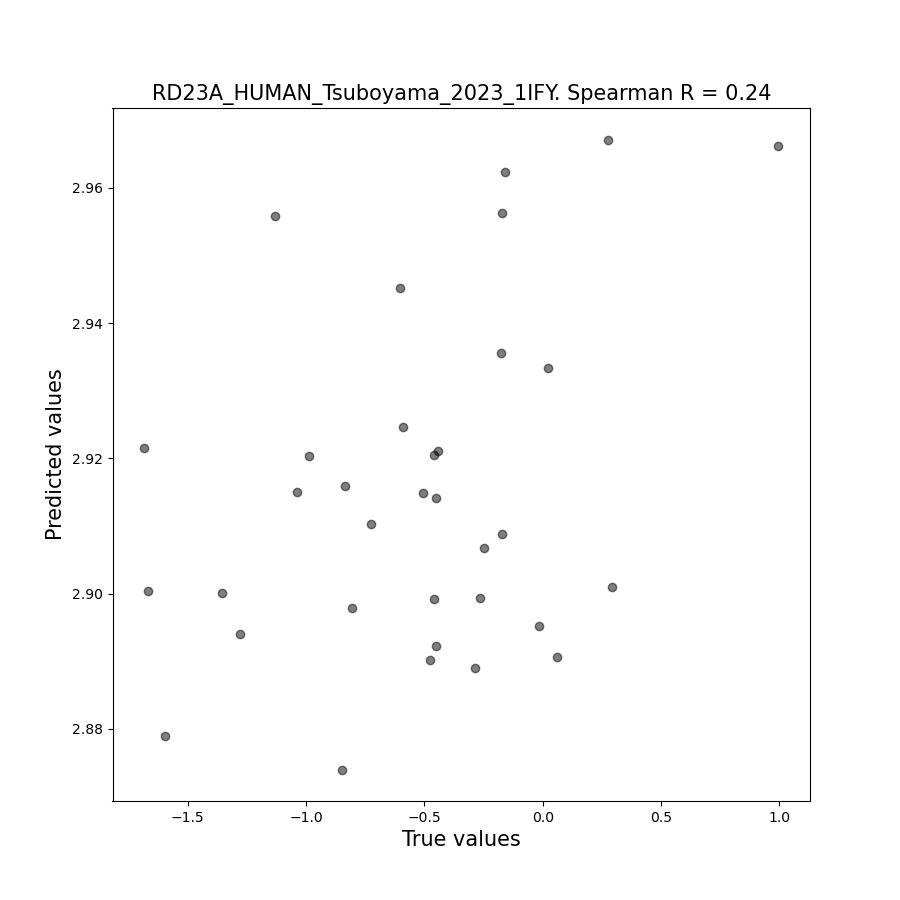 RD23A_HUMAN_Tsuboyama_2023_1IFY. Spearman R = 0.24
2.96
2.94
2.92
2.90
2.88
Predicted values
−1.5 −1.0 −0.5 0.0 0.5 1.0
True values